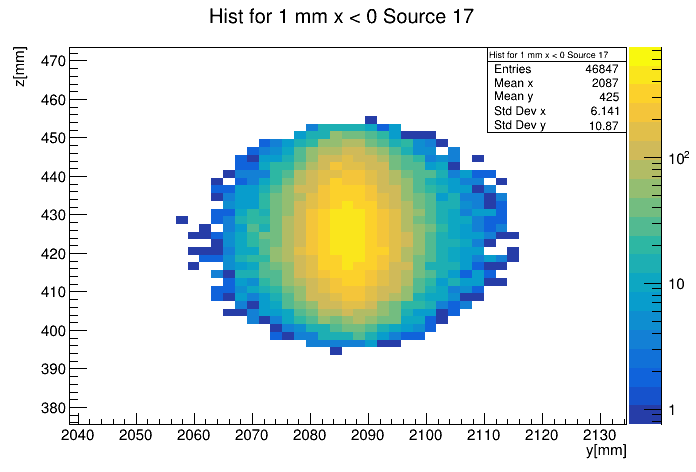 Hist for 1 mm x < 0 Source 17
z[mm]
470
460
450
440
430
420
410
400
390
380
2040 2050 2060 2070 2080 2090 2100 2110 2120 2130
y[mm]
Hist for 1 mm x < 0 Source 17
Entries 46847
Mean x 2087
Mean y 425
Std Dev x 6.141
Std Dev y 10.87
10²
10
1